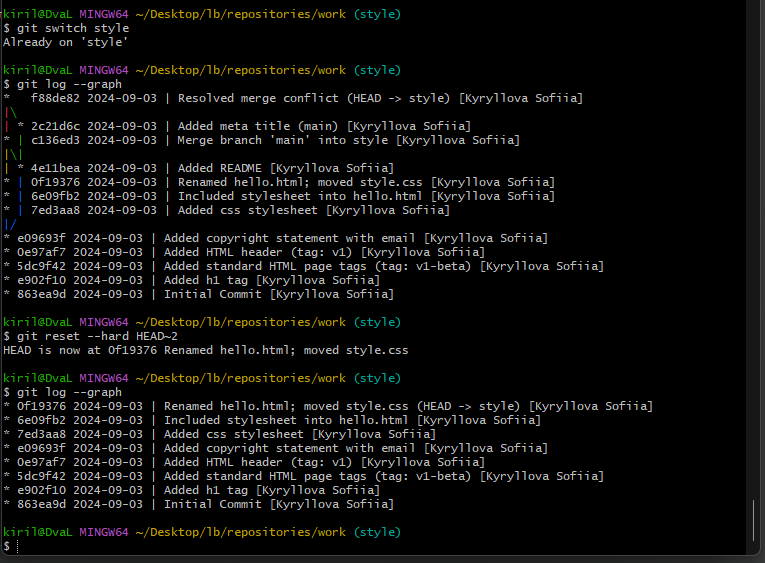 kiril@DvaL MINGW64 ~/Desktop/lb/repositories/work (style)
$ git switch style
Already on 'style'

kiril@DvaL MINGW64 ~/Desktop/lb/repositories/work (style)
$ git log --graph
*   f88de82 2024-09-03 | Resolved merge conflict (HEAD -> style) [Kyryllova Sofiia]
|\
| * 2c21d6c 2024-09-03 | Added meta title (main) [Kyryllova Sofiia]
* | c136ed3 2024-09-03 | Merge branch 'main' into style [Kyryllova Sofiia]
|\|
| * 4e11bea 2024-09-03 | Added README [Kyryllova Sofiia]
* | 0f19376 2024-09-03 | Renamed hello.html; moved style.css [Kyryllova Sofiia]
* | 6e09fb2 2024-09-03 | Included stylesheet into hello.html [Kyryllova Sofiia]
* | 7ed3aa8 2024-09-03 | Added css stylesheet [Kyryllova Sofiia]
|/
* e09693f 2024-09-03 | Added copyright statement with email [Kyryllova Sofiia]
* 0e97af7 2024-09-03 | Added HTML header (tag: v1) [Kyryllova Sofiia]
* 5dc9f42 2024-09-03 | Added standard HTML page tags (tag: v1-beta) [Kyryllova Sofiia]
* e902f10 2024-09-03 | Added h1 tag [Kyryllova Sofiia]
* 863ea9d 2024-09-03 | Initial Commit [Kyryllova Sofiia]

kiril@DvaL MINGW64 ~/Desktop/lb/repositories/work (style)
$ git reset --hard HEAD~2
HEAD is now at 0f19376 Renamed hello.html; moved style.css

kiril@DvaL MINGW64 ~/Desktop/lb/repositories/work (style)
$ git log --graph
* 0f19376 2024-09-03 | Renamed hello.html; moved style.css (HEAD -> style) [Kyryllova Sofiia]
* 6e09fb2 2024-09-03 | Included stylesheet into hello.html [Kyryllova Sofiia]
* 7ed3aa8 2024-09-03 | Added css stylesheet [Kyryllova Sofiia]
* e09693f 2024-09-03 | Added copyright statement with email [Kyryllova Sofiia]
* 0e97af7 2024-09-03 | Added HTML header (tag: v1) [Kyryllova Sofiia]
* 5dc9f42 2024-09-03 | Added standard HTML page tags (tag: v1-beta) [Kyryllova Sofiia]
* e902f10 2024-09-03 | Added h1 tag [Kyryllova Sofiia]
* 863ea9d 2024-09-03 | Initial Commit [Kyryllova Sofiia]

kiril@DvaL MINGW64 ~/Desktop/lb/repositories/work (style)
$